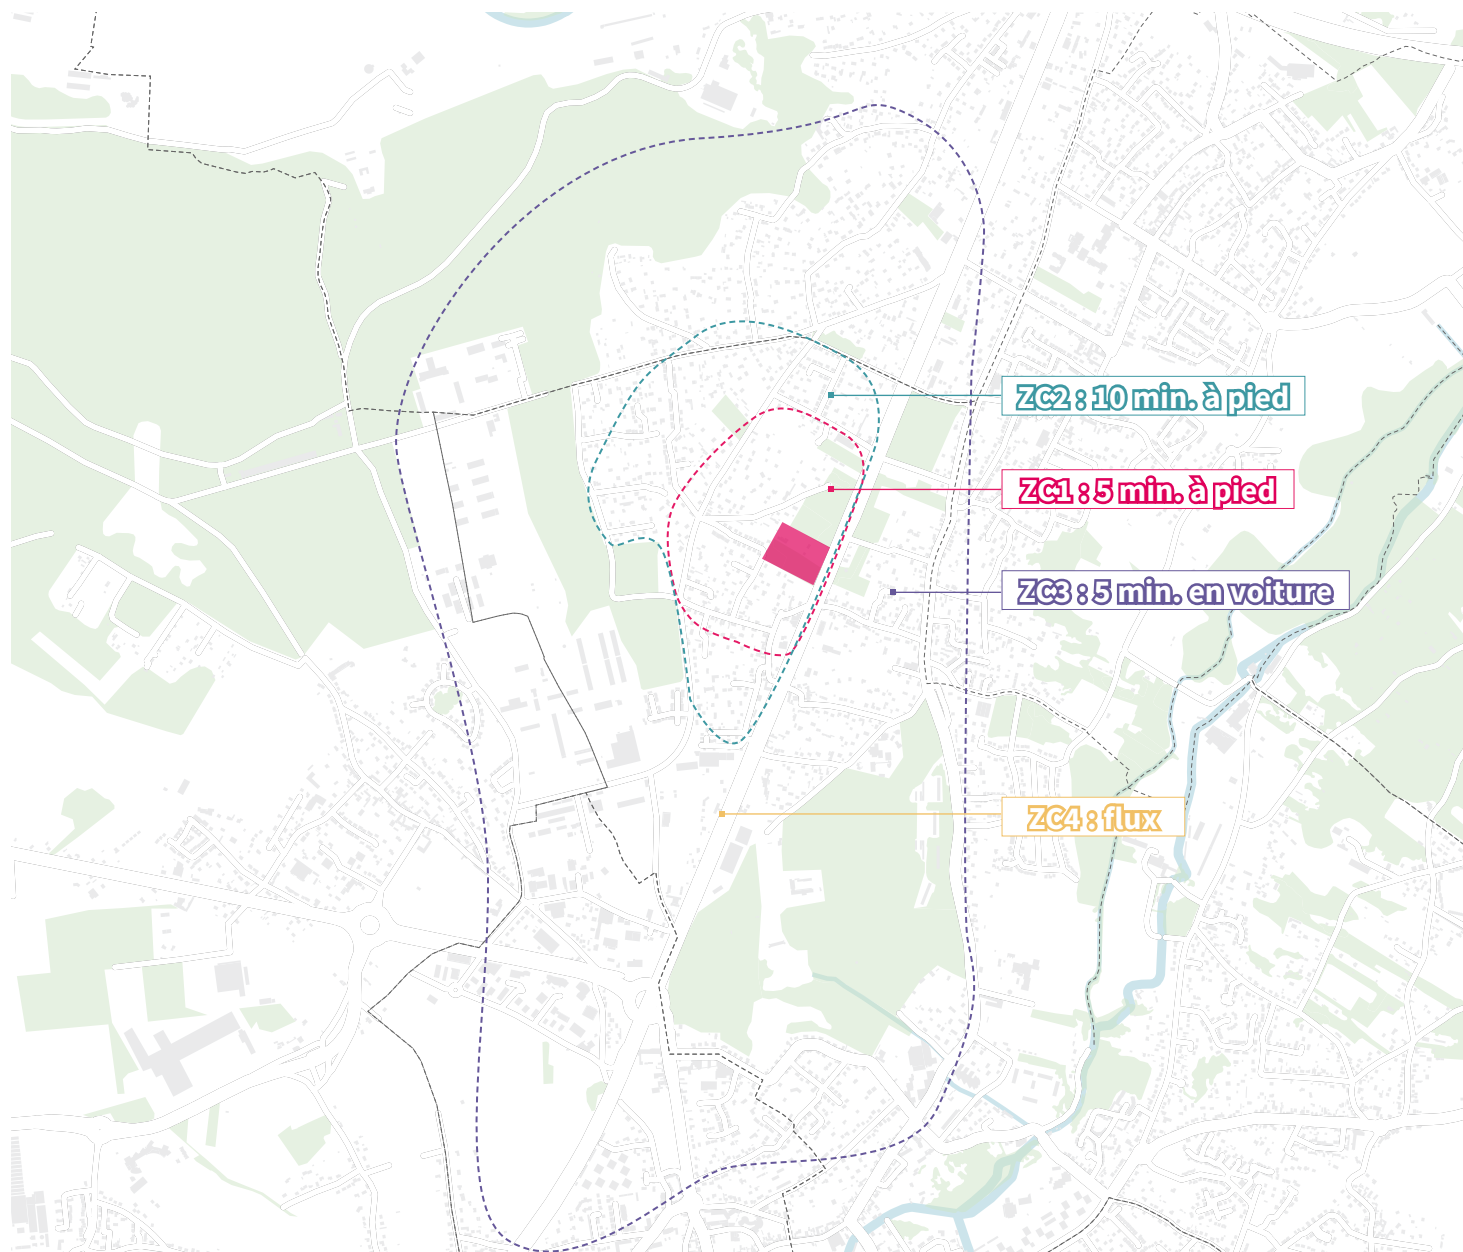 ZC2 : 10 min. à pied
ZC1 : 5 min. à pied
ZC3 : 5 min. en voiture
ZC4 : flux